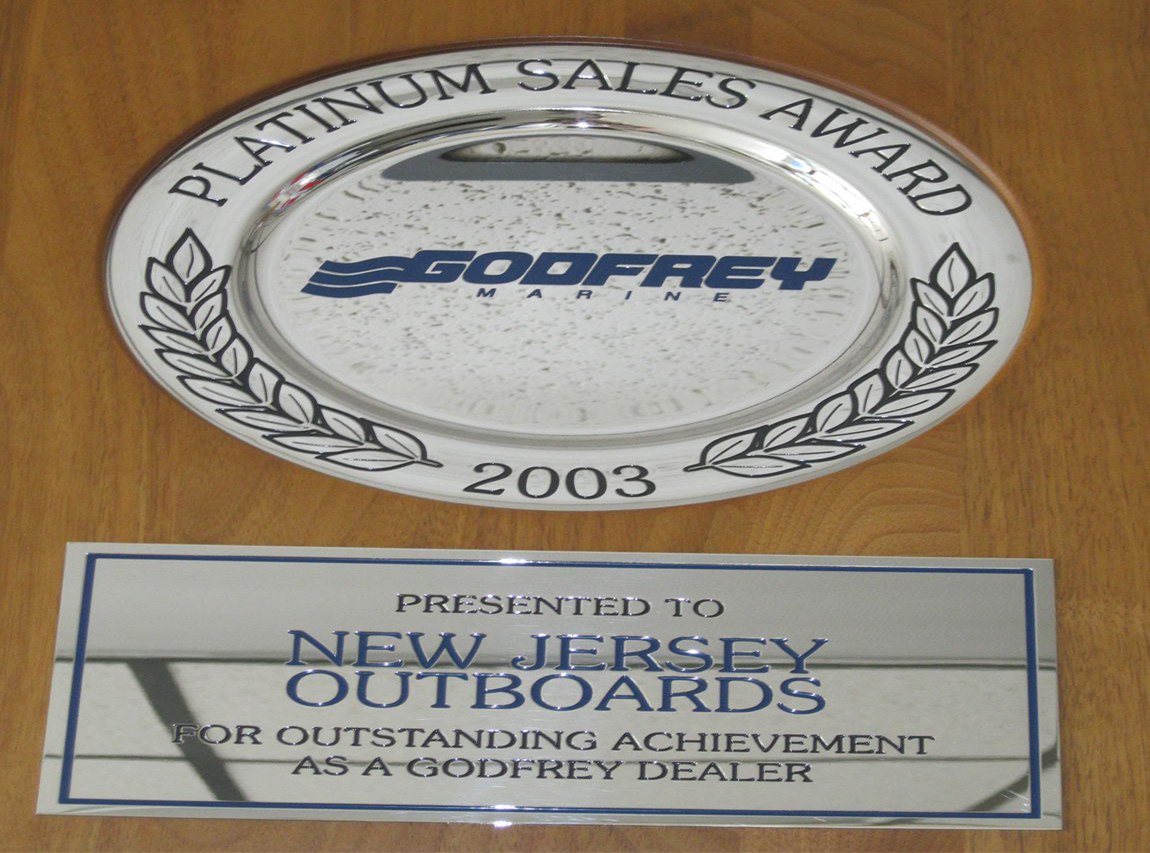 PLATINUM SALES AWARD
GODFREY
MARINE
2003
PRESENTED TO
NEW JERSEY
OUTBOARDS
FOR OUTSTANDING ACHIEVEMENT
AS A GODFREY DEALER